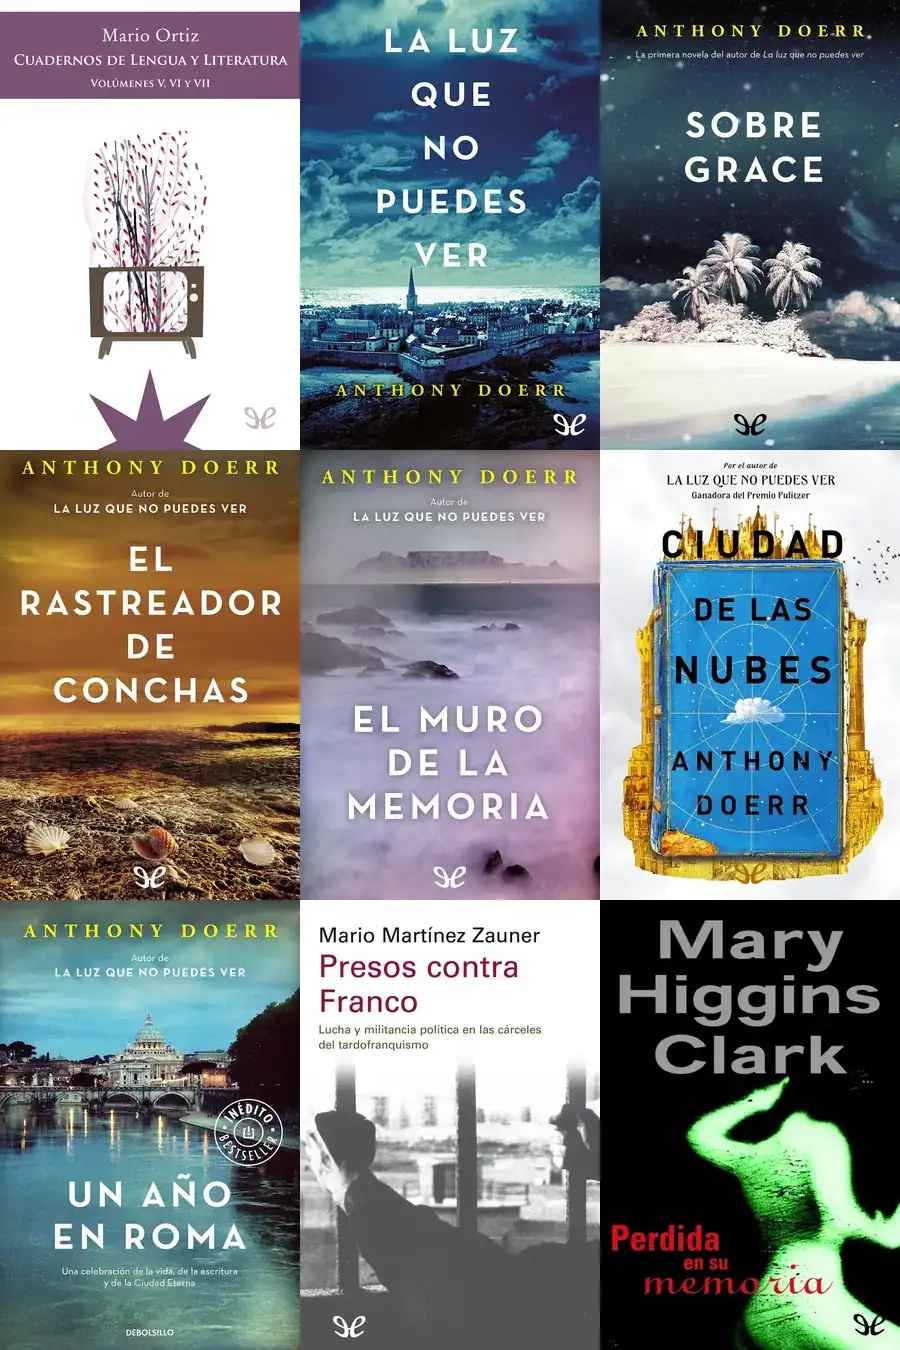 Mario Ortiz
Cuadernos de Lengua y Literatura
Volúmenes V, VI y VII
LA LUZ
QUE
NO
PUEDES
VER
ANTHONY DOERR
ANTHONY DOERR
La primera novela del autor de La luz que no puedes ver
SOBRE
GRACE
ANTHONY DOERR
Autor de
LA LUZ QUE NO PUEDES VER
EL
RASTREADOR
DE
CONCHAS
ANTHONY DOERR
Autor de
LA LUZ QUE NO PUEDES VER
EL MURO
DE LA
MEMORIA
Por el autor de
LA LUZ QUE NO PUEDES VER
Ganadora del Premio Pulitzer
CIUDAD
DE LAS
NUBES
ANTHONY
DOERR
ANTHONY DOERR
Autor de
LA LUZ QUE NO PUEDES VER
INÉDITO
BESTSELLER
UN AÑO
EN ROMA
Una celebración de la vida, de la escritura
y de la Ciudad Eterna
DEBOLSILLO
Mario Martínez Zauner
Presos contra
Franco
Lucha y militancia política en las cárceles
del tardofranquismo
Mary
Higgins
Clark
Perdida
en su
memoria